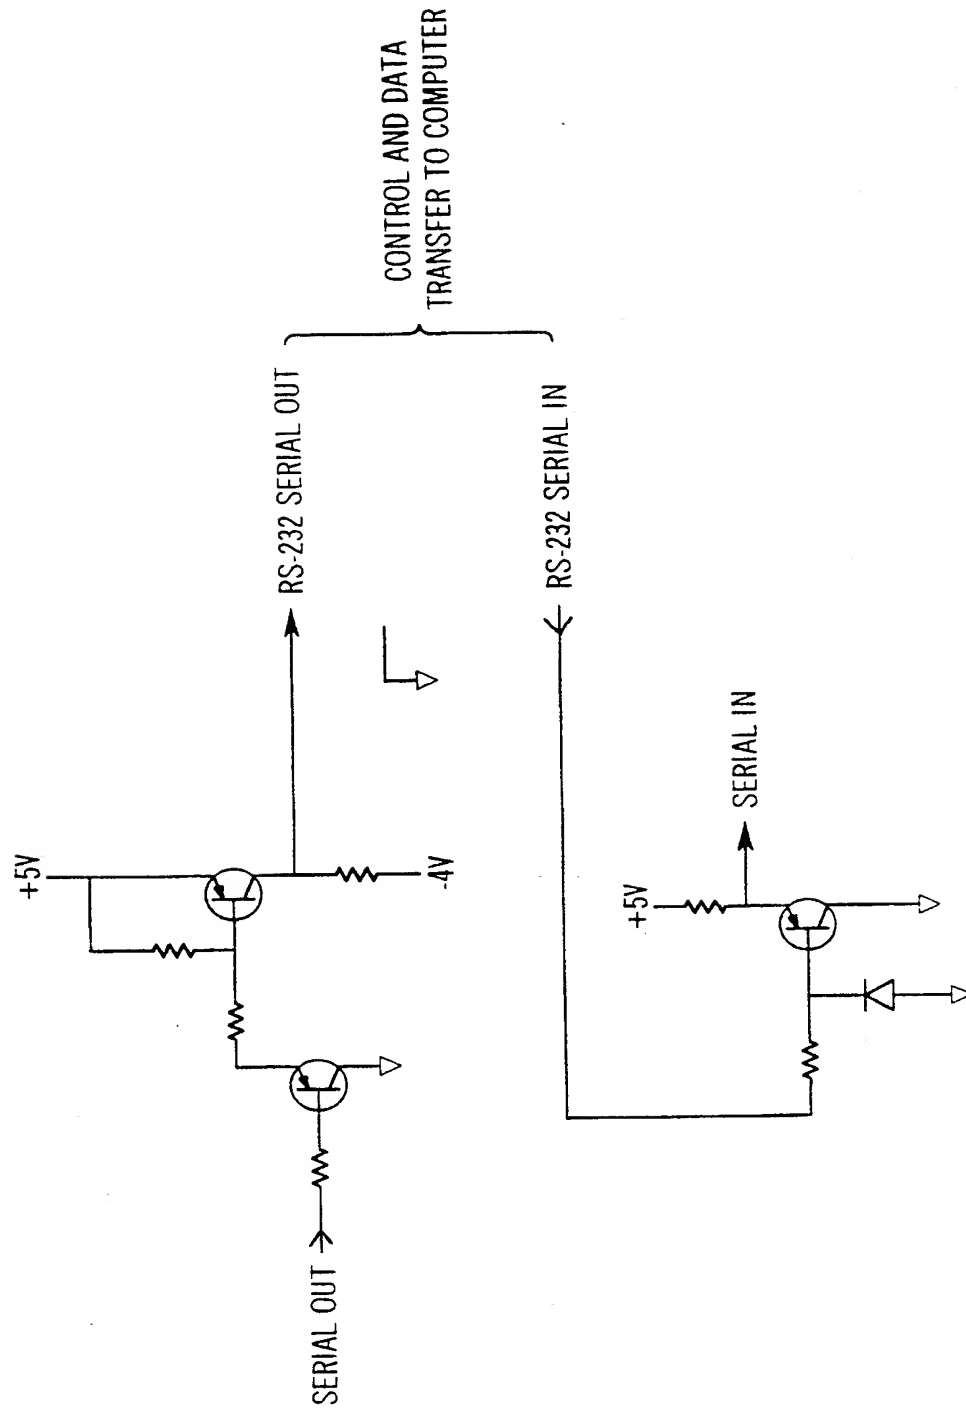 CONTROL AND DATA
TRANSFER TO COMPUTER
RS-232 SERIAL OUT
RS-232 SERIAL IN
+5V
-4V
SERIAL OUT
+5V
SERIAL IN